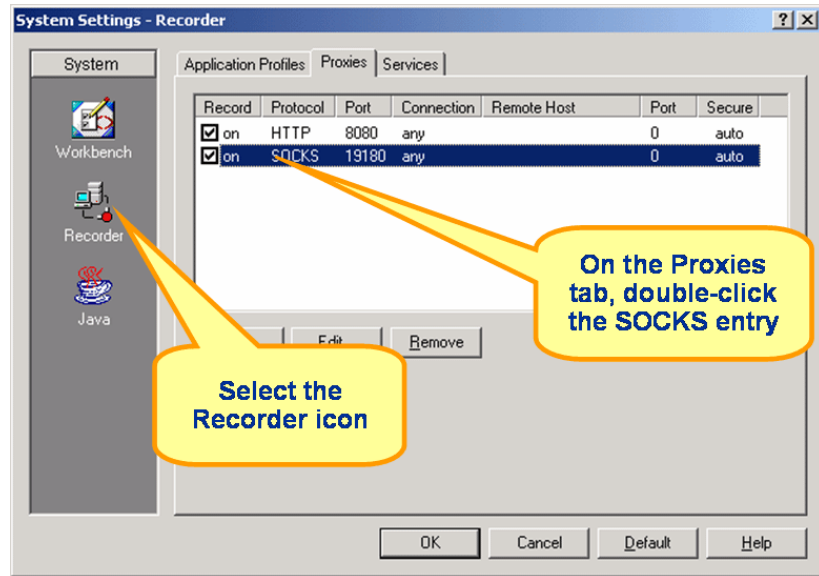 System Settings - Recorder
System
Application Profiles Proxies Services
Record Protocol Port Connection Remote Host Port Secure
on HTTP 8080 any 0 auto
on SOCKS 19180 any 0 auto
Workbench
Recorder
Java
On the Proxies
tab, double-click
the SOCKS entry
Edit... Remove
Select the
Recorder icon
OK Cancel Default Help